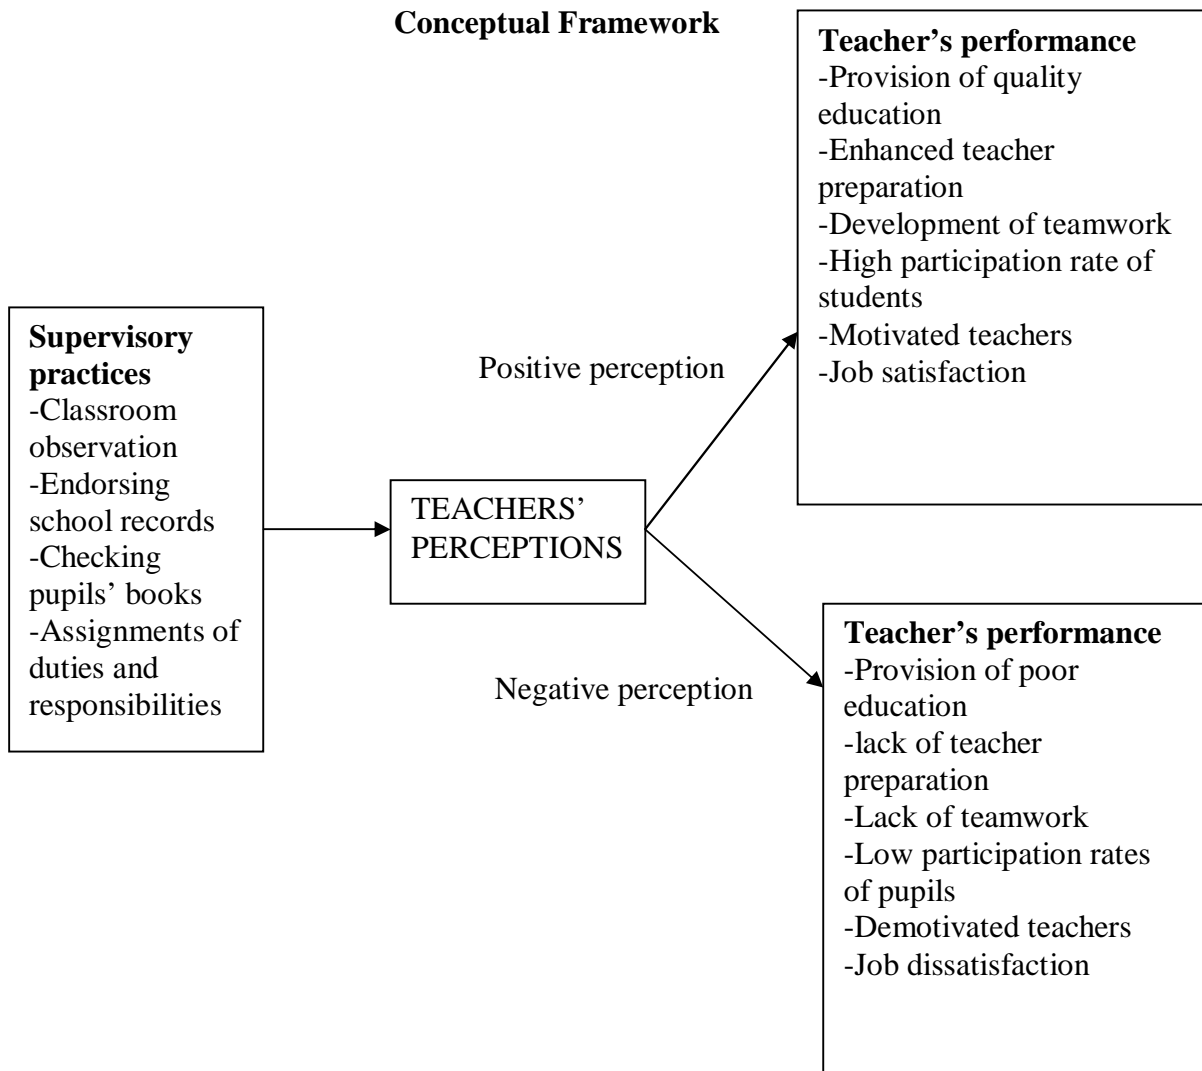 Conceptual Framework
Teacher’s performance
-Provision of quality
education
-Enhanced teacher
preparation
-Development of teamwork
-High participation rate of
students
-Motivated teachers
-Job satisfaction
Supervisory
practices
-Classroom
observation
-Endorsing
school records
-Checking
pupils’ books
-Assignments of
duties and
responsibilities
Positive perception
TEACHERS’
PERCEPTIONS
Negative perception
Teacher’s performance
-Provision of poor
education
-lack of teacher
preparation
-Lack of teamwork
-Low participation rates
of pupils
-Demotivated teachers
-Job dissatisfaction